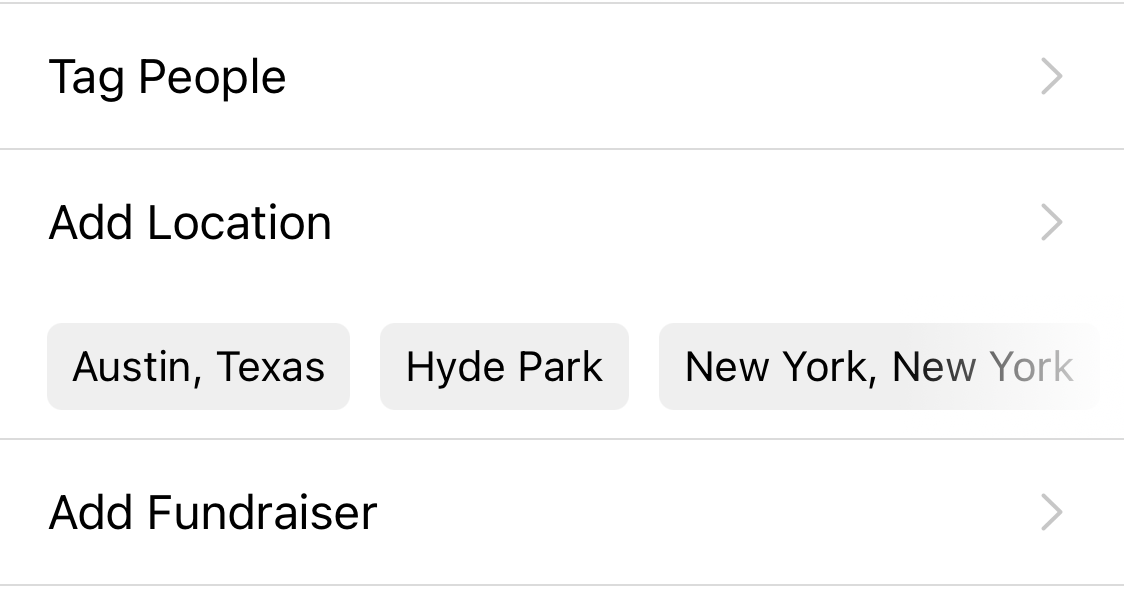 Tag People
Add Location
Austin, Texas Hyde Park New York, New York
Add Fundraiser